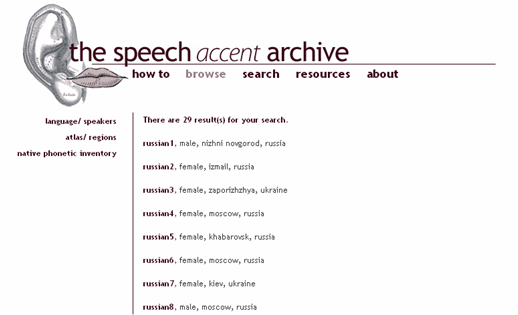 the speech accent archive
how to browse search resources about
language/ speakers
atlas/ regions
native phonetic inventory
There are 29 result(s) for your search.
russian1, male, nizhni novgorod, russia
russian2, female, izmail, russia
russian3, female, zaporizhzhya, ukraine
russian4, female, moscow, russia
russian5, female, khabarovsk, russia
russian6, female, moscow, russia
russian7, female, kiev, ukraine
russian8, male, moscow, russia